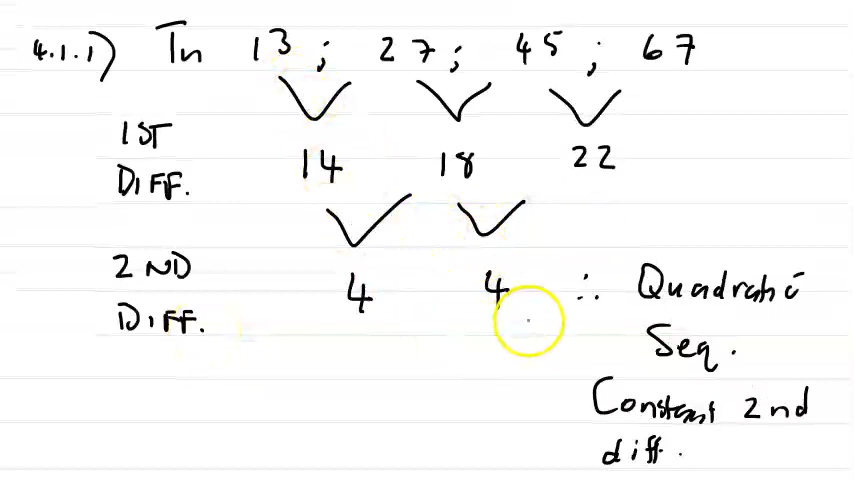 4.1.1) Tn 13 ; 27 ; 45 ; 67
1ST
DIFF.
14 18 22
2ND
DIFF.
4 4 ∴ Quadratic
Seq.
Constant 2nd
diff.